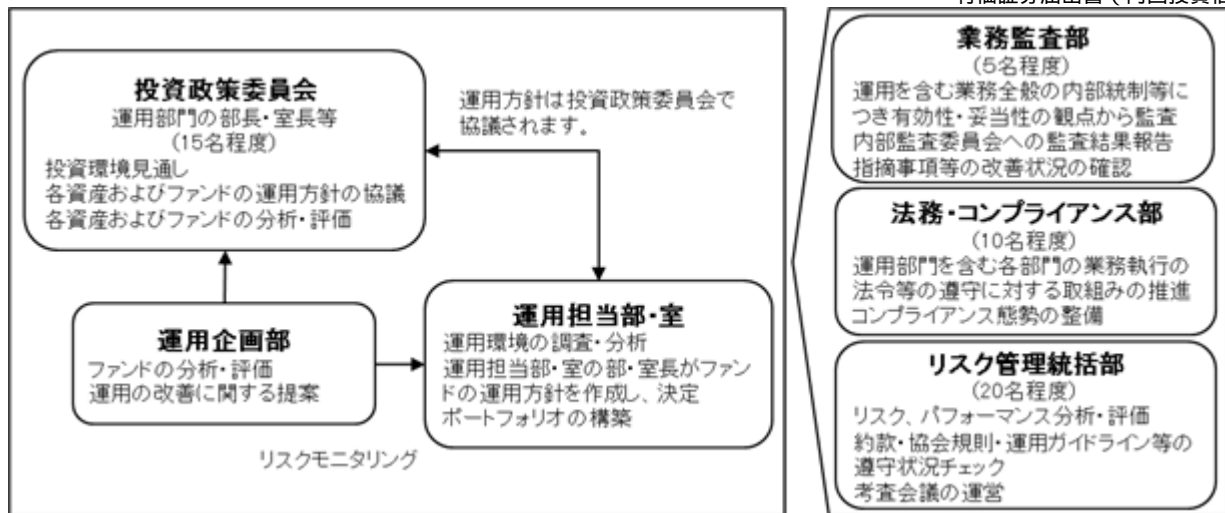 投資政策委員会
運用部門の部長・室長等
(15名程度)
投資環境見通し
各資産およびファンドの運用方針の協議
各資産およびファンドの分析・評価
運用方針は投資政策委員会で
協議されます。
運用企画部
ファンドの分析・評価
運用の改善に関する提案
運用担当部・室
運用環境の調査・分析
運用担当部・室の部・室長がファン
ドの運用方針を作成し、決定
ポートフォリオの構築
リスクモニタリング
業務監査部
(5名程度)
運用を含む業務全般の内部統制等に
つき有効性・妥当性の観点から監査
内部監査委員会への監査結果報告
指摘事項等の改善状況の確認
法務・コンプライアンス部
(10名程度)
運用部門を含む各部門の業務執行の
法令等の遵守に対する取組みの推進
コンプライアンス態勢の整備
リスク管理統括部
(20名程度)
リスク、パフォーマンス分析・評価
約款・協会規則・運用ガイドライン等の
遵守状況チェック
考査会議の運営